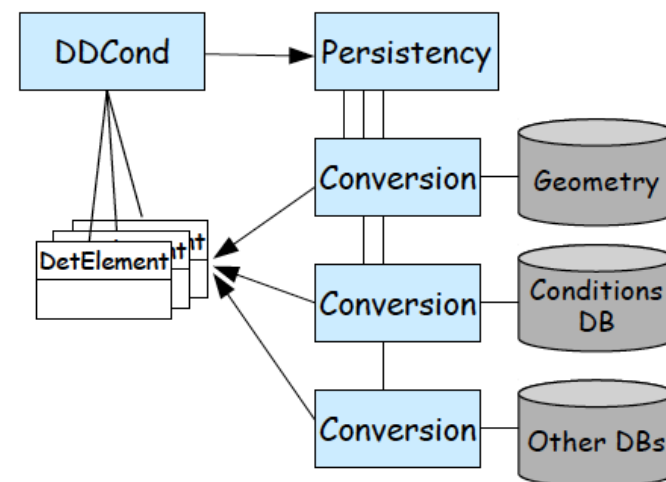 DDCond
Persistency
Conversion
Geometry
DetElement
Conversion
Conditions
DB
Conversion
Other DBs